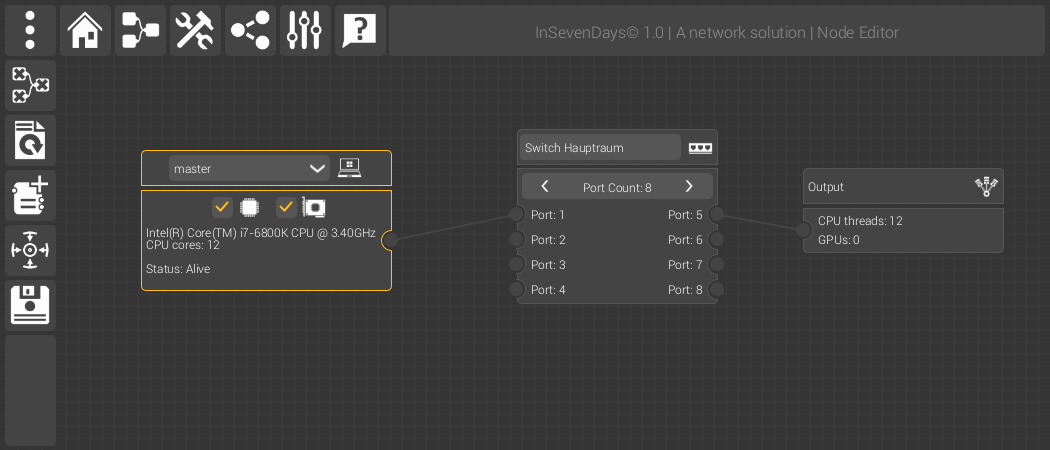 InSevenDays© 1.0 | A network solution | Node Editor
master
Intel(R) Core(TM) i7-6800K CPU @ 3.40GHz
CPU cores: 12
Status: Alive
Switch Hauptraum
Port Count: 8
Port: 1 Port: 5
Port: 2 Port: 6
Port: 3 Port: 7
Port: 4 Port: 8
Output
CPU threads: 12
GPUs: 0